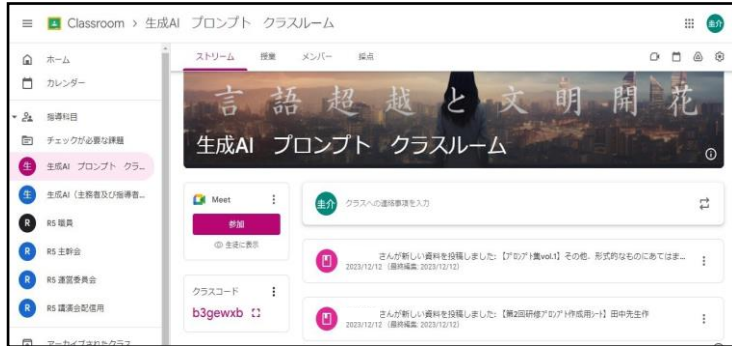 Classroom > 生成AI プロンプト クラスルーム
圭介
ホーム
カレンダー
指導科目
チェックが必要な課題
生 生成AI プロンプト クラ...
生 生成AI（主務者及び指導者...
R R5 職員
R R5 主幹会
R R5 運営委員会
R R5 講演会配信用
アーカイブされたクラス
ストリーム 授業 メンバー 採点
言語超越と文明開花
生成AI プロンプト クラスルーム
Meet
参加
生徒に表示
クラスコード
b3gewxb
圭介 クラスへの連絡事項を入力
さんが新しい資料を投稿しました: 【プロンプト集vol.1】その他、形式的なものにあてはま...
2023/12/12 （最終編集: 2023/12/12）
さんが新しい資料を投稿しました: 【第2回研修プロンプト作成用シート】田中先生作
2023/12/12 （最終編集: 2023/12/12）